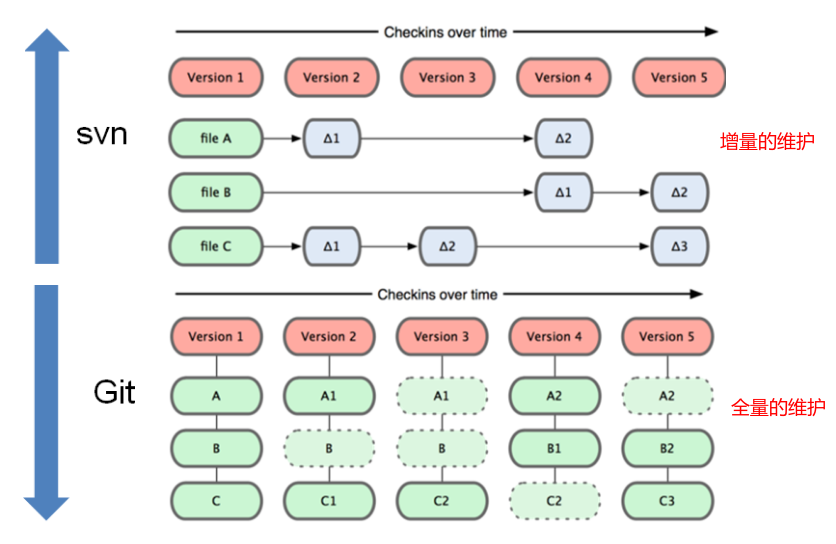 Checkins over time
Version 1 Version 2 Version 3 Version 4 Version 5
svn
file A Δ1 Δ2
增量的维护
file B Δ1 Δ2
file C Δ1 Δ2 Δ3
Checkins over time
Version 1 Version 2 Version 3 Version 4 Version 5
Git
A A1 A1 A2 A2
全量的维护
B B B B1 B2
C C1 C2 C2 C3